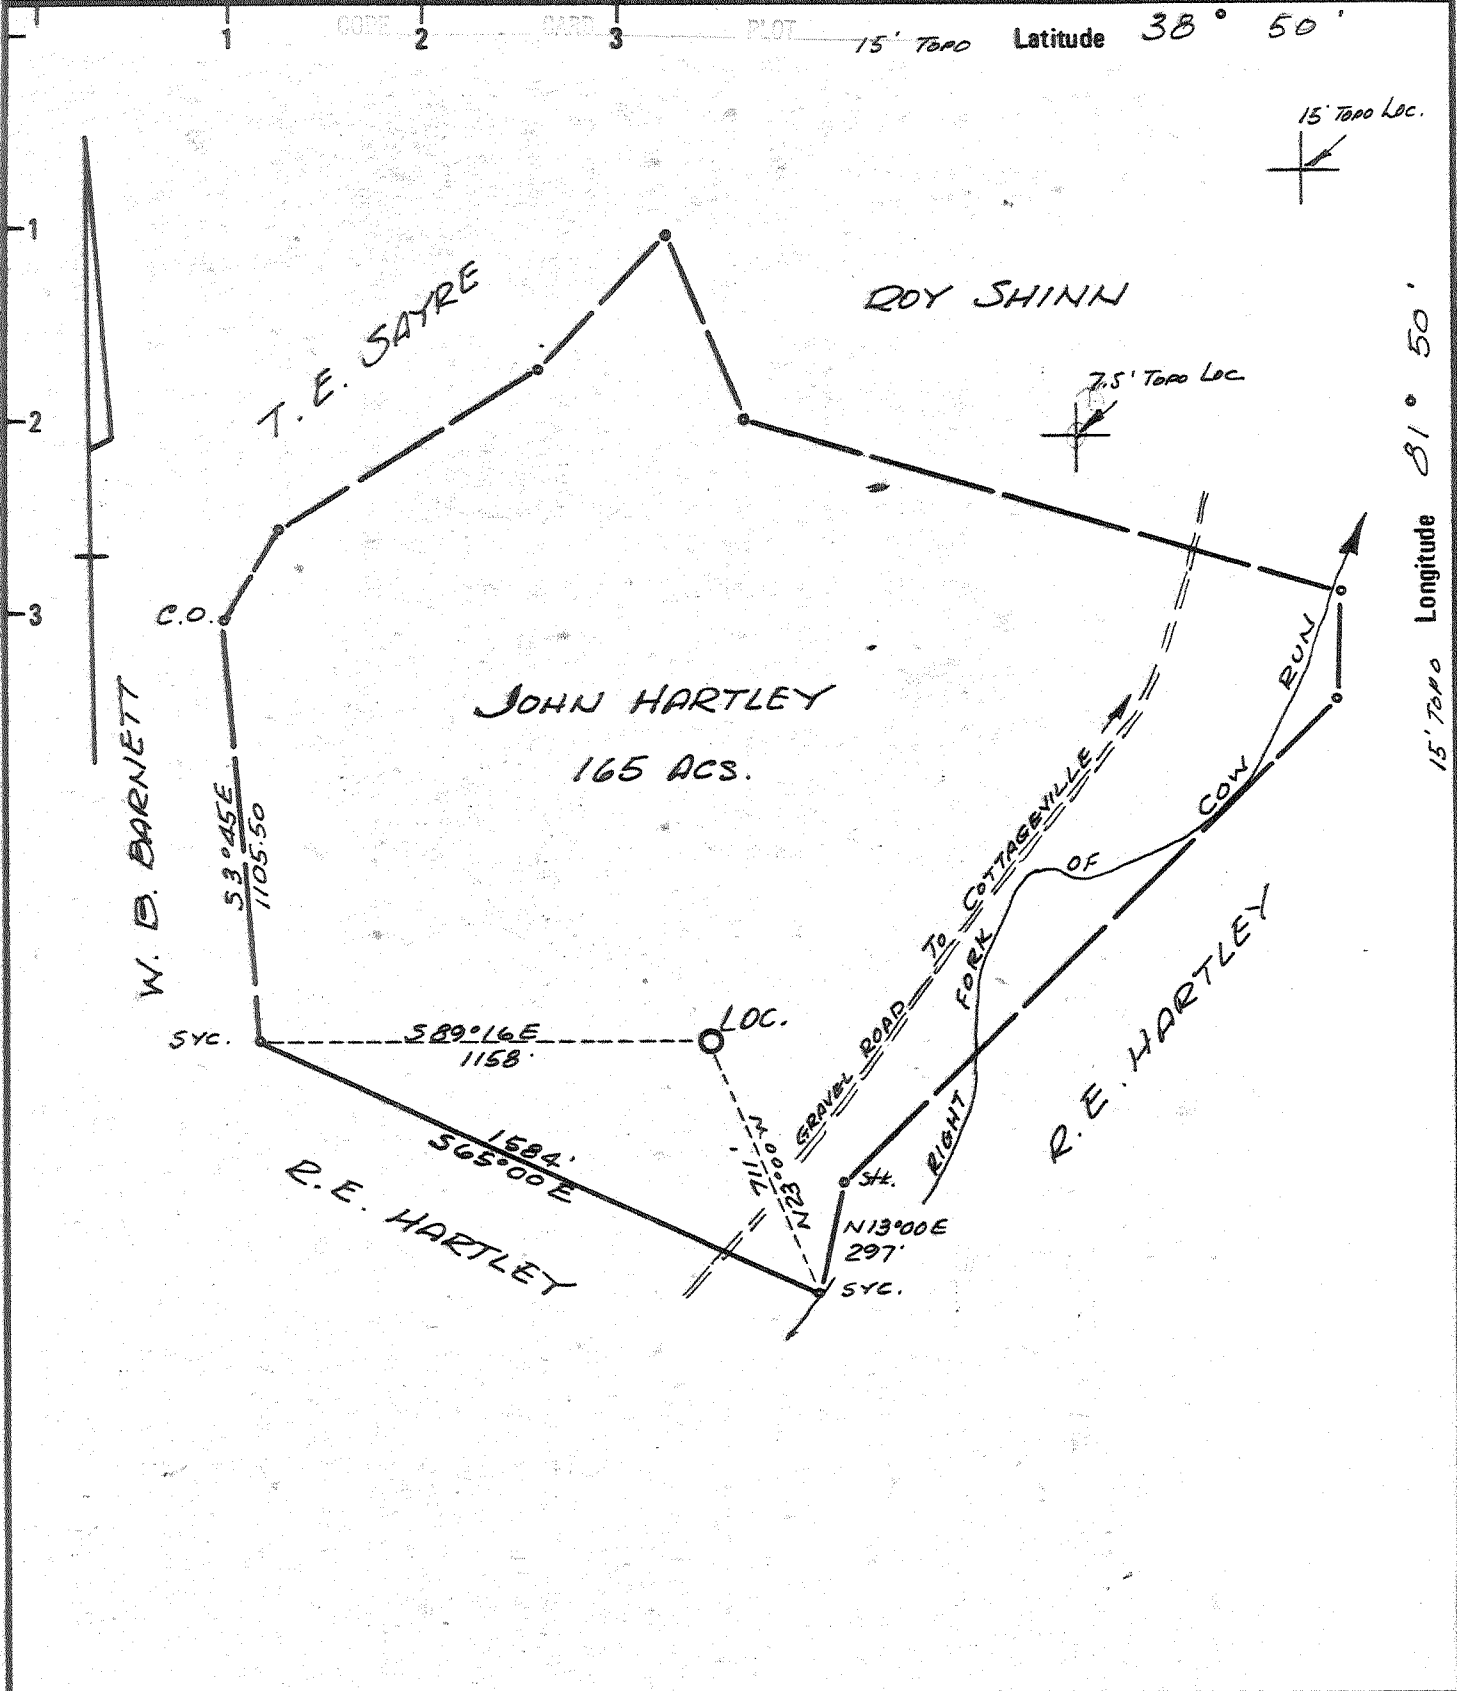 1 2 3
CODE CARD PLOT
15' TOPO Latitude 38° 50'
15' TOPO LOC.
1
ROY SHINN
T. E. SAYRE
7.5' TOPO LOC
2
15' TOPO Longitude 81° 50'
3
C.O.
JOHN HARTLEY
165 ACS.
W. B. BARNETT
S3°45E
1105.50
GRAVEL ROAD TO COTTAGEVILLE
RIGHT FORK OF COW RUN
R. E. HARTLEY
SYC.
S89°16E
1158'
LOC.
N23°00W
711'
1584'
S65°00E
R. E. HARTLEY
Stk.
N13°00E
297'
SYC.